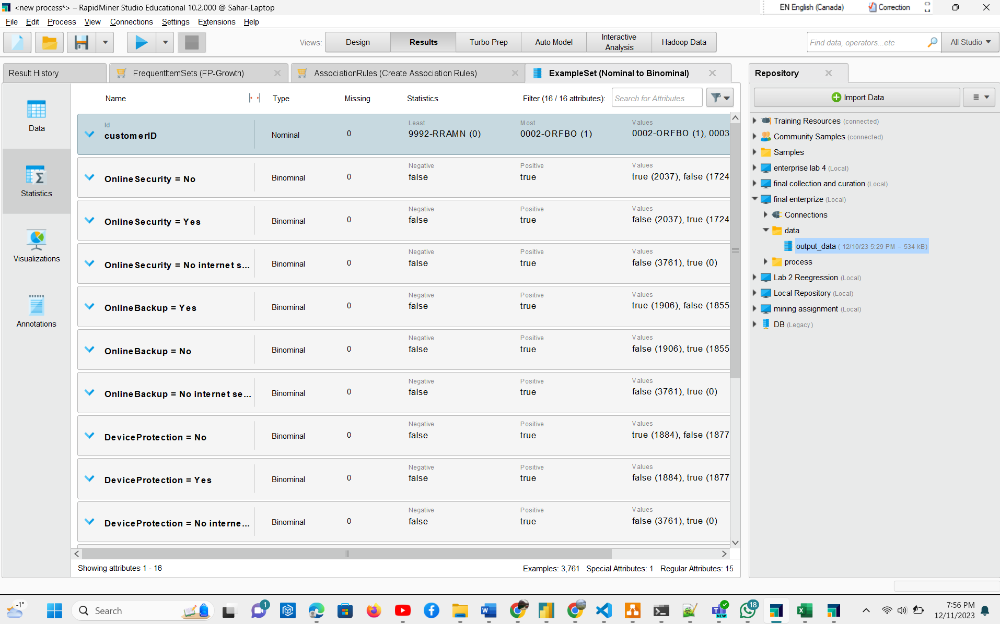 <new process*> – RapidMiner Studio Educational 10.2.000 @ Sahar-Laptop
EN English (Canada) Correction
File Edit Process View Connections Settings Extensions Help
Views: Design Results Turbo Prep Auto Model Interactive Analysis Hadoop Data
Find data, operators...etc All Studio
Result History FrequentItemSets (FP-Growth) AssociationRules (Create Association Rules) ExampleSet (Nominal to Binominal) Repository
Name Type Missing Statistics Filter (16 / 16 attributes): Search for Attributes
Import Data
Data
Statistics
Visualizations
Annotations
Id Least Most Values
customerID Nominal 0 9992-RRAMN (0) 0002-ORFBO (1) 0002-ORFBO (1), 0003
Negative Positive Values
OnlineSecurity = No Binominal 0 false true true (2037), false (1724
Negative Positive Values
OnlineSecurity = Yes Binominal 0 false true false (2037), true (1724
Negative Positive Values
OnlineSecurity = No internet s... Binominal 0 false true false (3761), true (0)
Negative Positive Values
OnlineBackup = Yes Binominal 0 false true true (1906), false (1855
Negative Positive Values
OnlineBackup = No Binominal 0 false true false (1906), true (1855
Negative Positive Values
OnlineBackup = No internet se... Binominal 0 false true false (3761), true (0)
Negative Positive Values
DeviceProtection = No Binominal 0 false true true (1884), false (1877
Negative Positive Values
DeviceProtection = Yes Binominal 0 false true false (1884), true (1877
Negative Positive Values
DeviceProtection = No interne... Binominal 0 false true false (3761), true (0)
Showing attributes 1 - 16 Examples: 3,761 Special Attributes: 1 Regular Attributes: 15
Training Resources (connected)
Community Samples (connected)
Samples
enterprise lab 4 (Local)
final collection and curation (Local)
final enterprize (Local)
Connections
data
output_data ( 12/10/23 5:29 PM – 534 kB)
process
Lab 2 Reegression (Local)
Local Repository (Local)
mining assignment (Local)
DB (Legacy)
-1°
Search
1
NEW
18
7:56 PM
12/11/2023